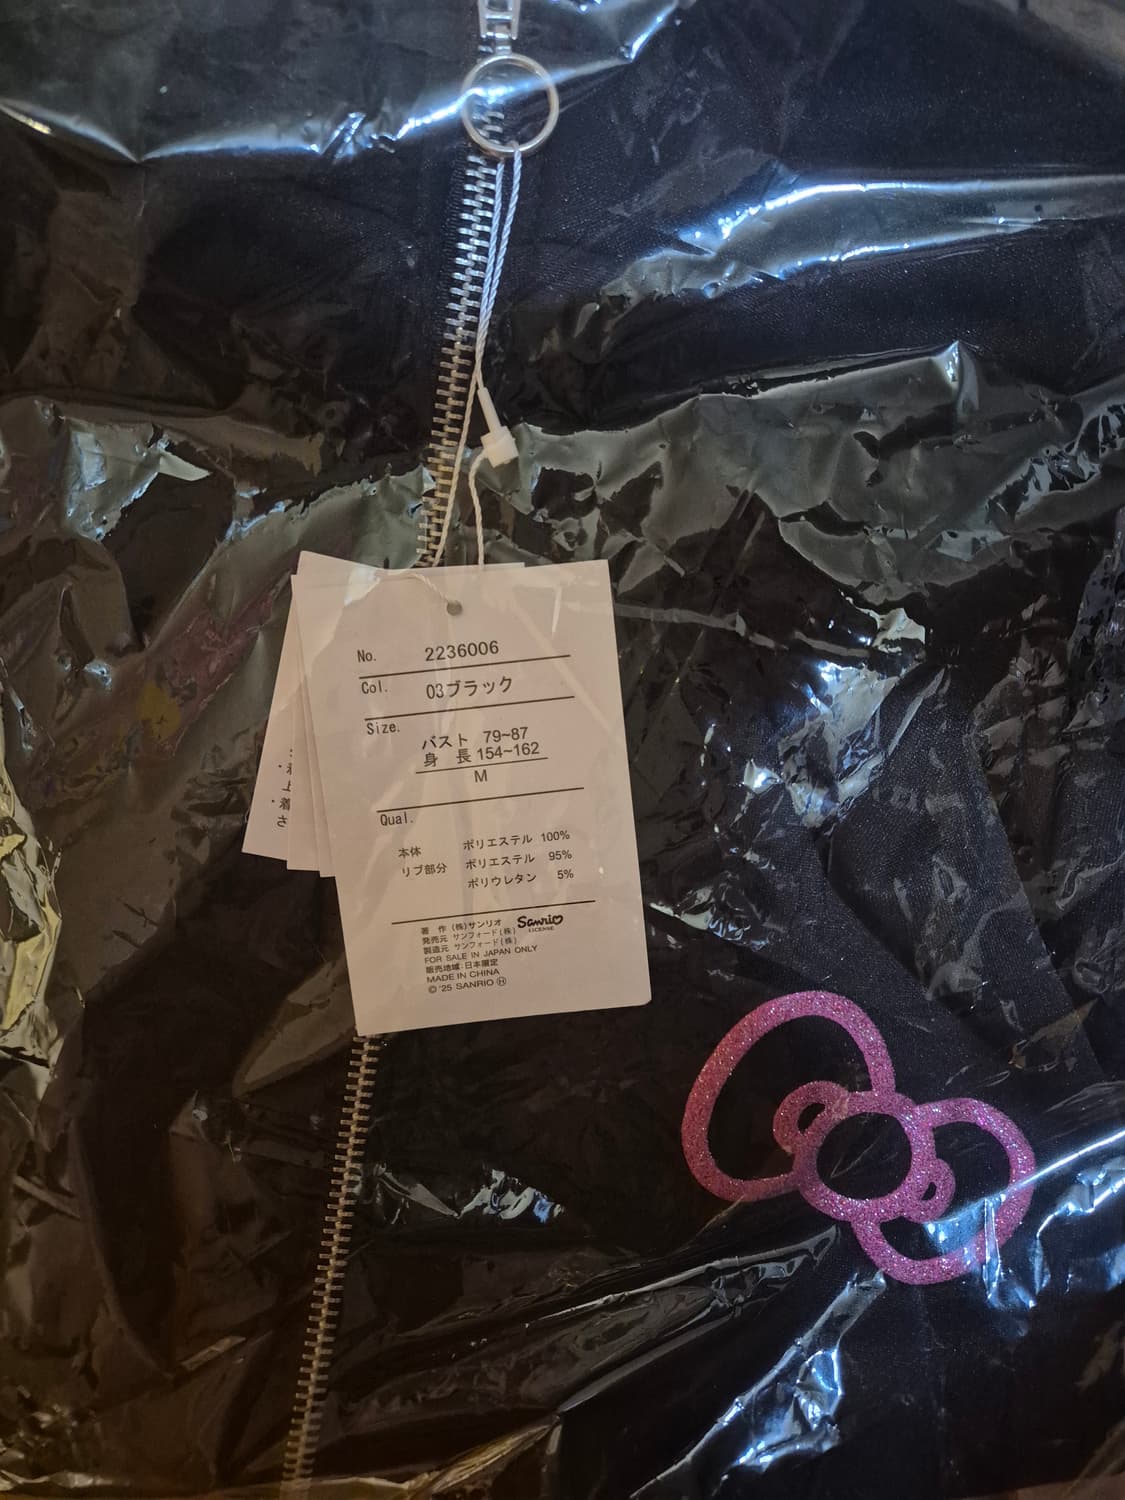 No. 2236006
Col. 03ブラック
Size.
バスト 79~87
身 長 154~162
M
Qual.
本体 ポリエステル 100%
リブ部分 ポリエステル 95%
ポリウレタン 5%
著 作 (株)サンリオ Sanrio
LICENSE
発売元 サンフォード(株)
製造元 サンフォード(株)
FOR SALE IN JAPAN ONLY
販売地域:日本限定
MADE IN CHINA
©'25 SANRIO Ⓗ
上
・着
さ